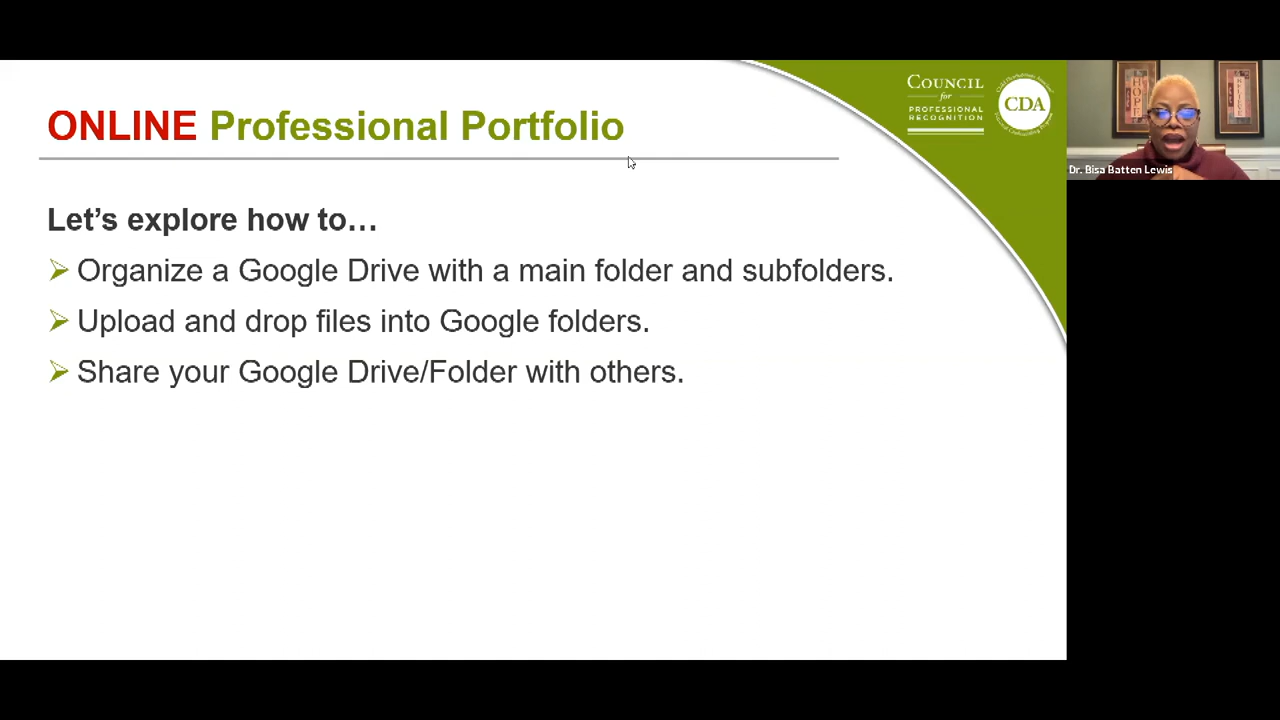 ONLINE Professional Portfolio
Let's explore how to…
Organize a Google Drive with a main folder and subfolders.
Upload and drop files into Google folders.
Share your Google Drive/Folder with others.
COUNCIL
for
PROFESSIONAL
RECOGNITION
CDA
HOPE
Dr. Bisa Batten Lewis